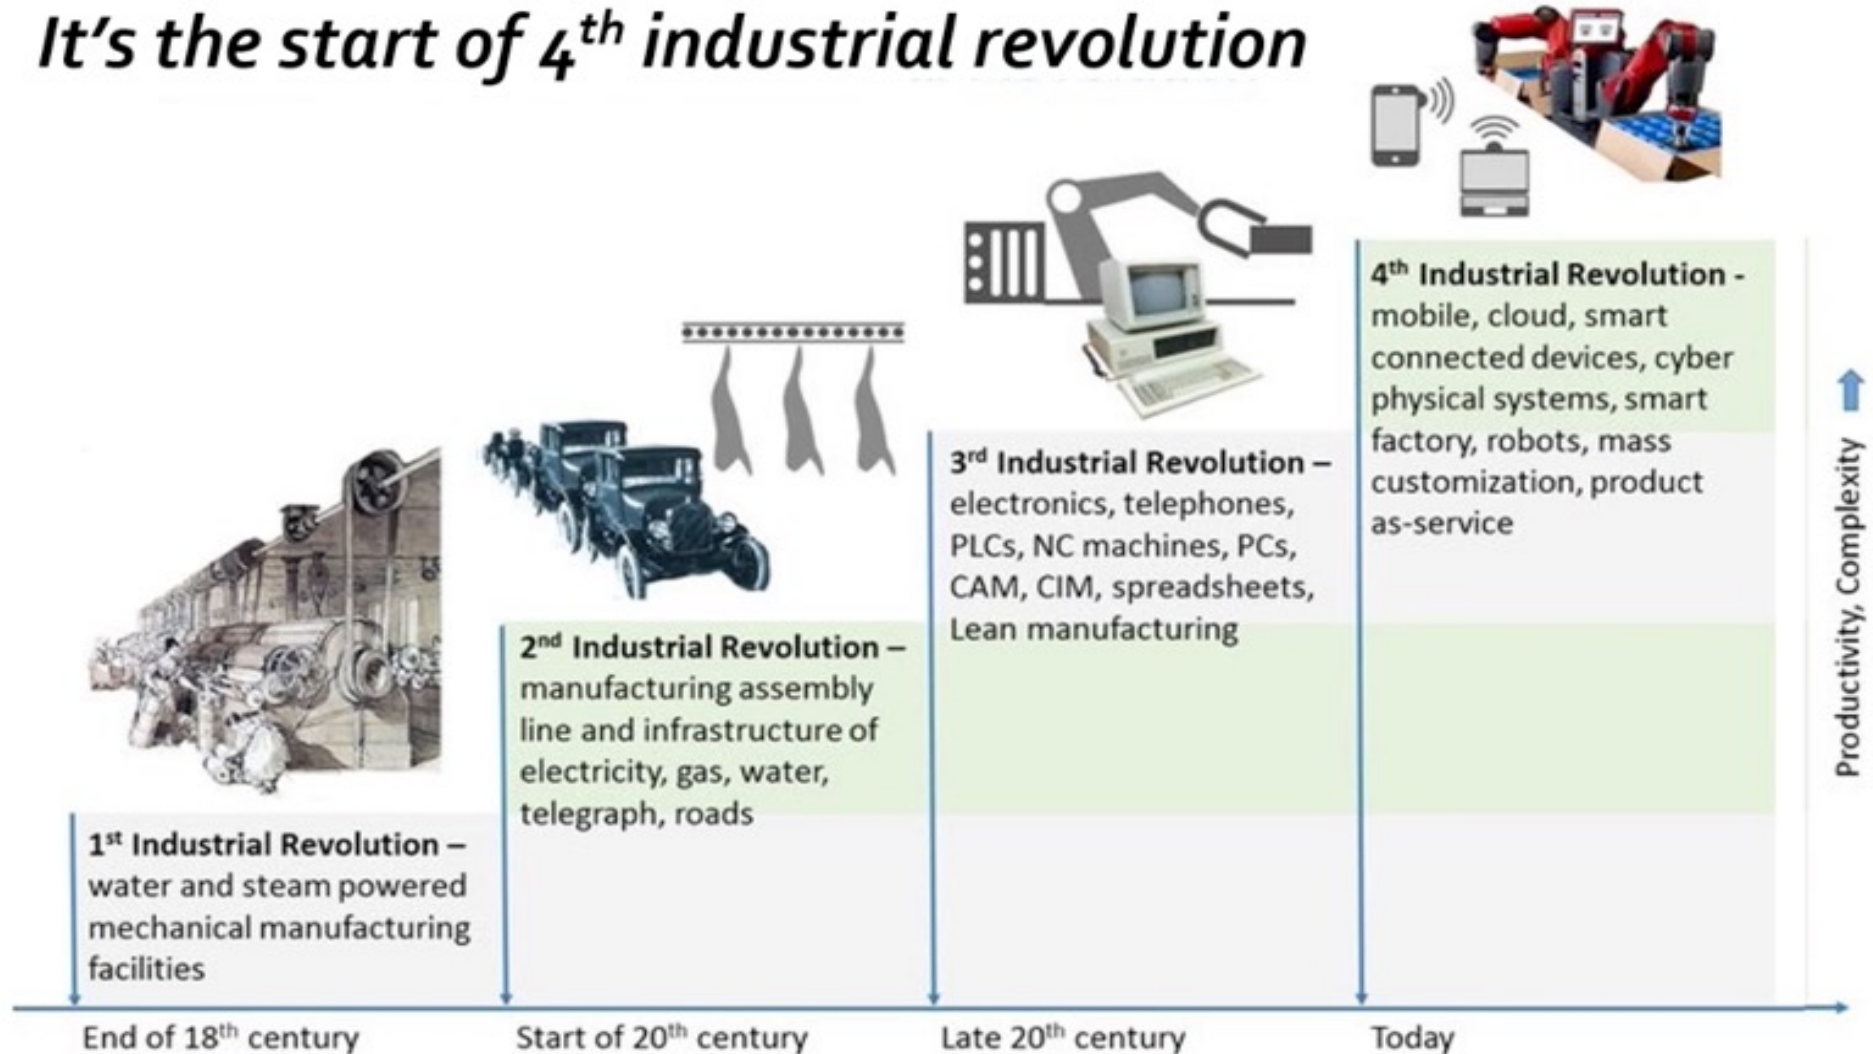 It's the start of 4th industrial revolution
4th Industrial Revolution -
mobile, cloud, smart
connected devices, cyber
physical systems, smart
factory, robots, mass
customization, product
as-service
3rd Industrial Revolution –
electronics, telephones,
PLCs, NC machines, PCs,
CAM, CIM, spreadsheets,
Lean manufacturing
2nd Industrial Revolution –
manufacturing assembly
line and infrastructure of
electricity, gas, water,
telegraph, roads
1st Industrial Revolution –
water and steam powered
mechanical manufacturing
facilities
Productivity, Complexity
End of 18th century
Start of 20th century
Late 20th century
Today